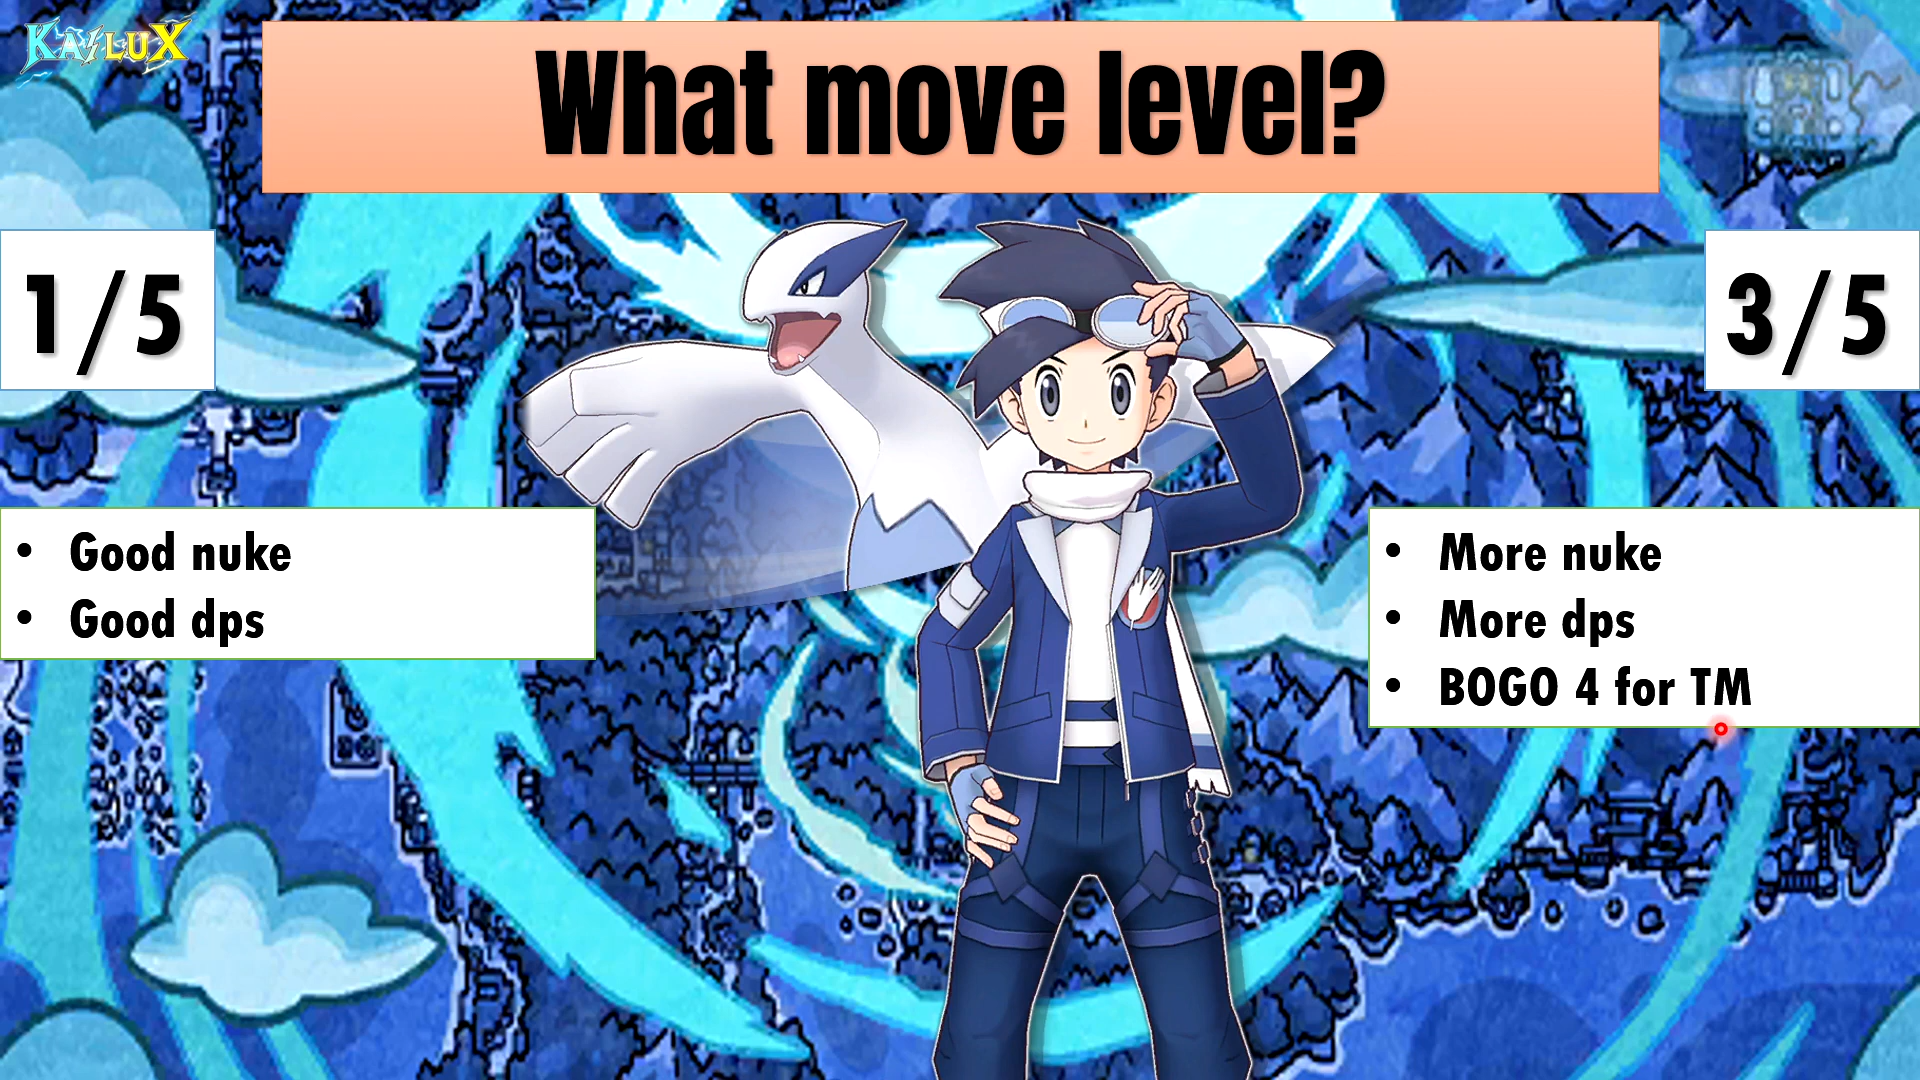 KAILUX
What move level?
1/5
3/5
• Good nuke
• Good dps
• More nuke
• More dps
• BOGO 4 for TM